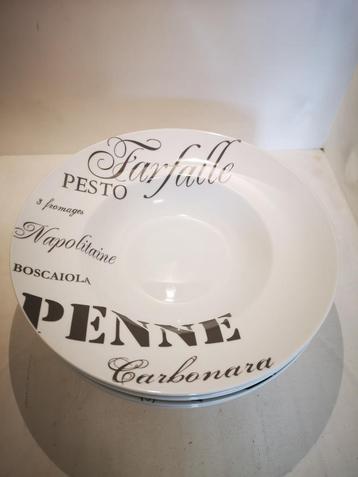 Farfalle
PESTO
3 fromages
Napolitaine
BOSCAIOLA
PENNE
Carbonara